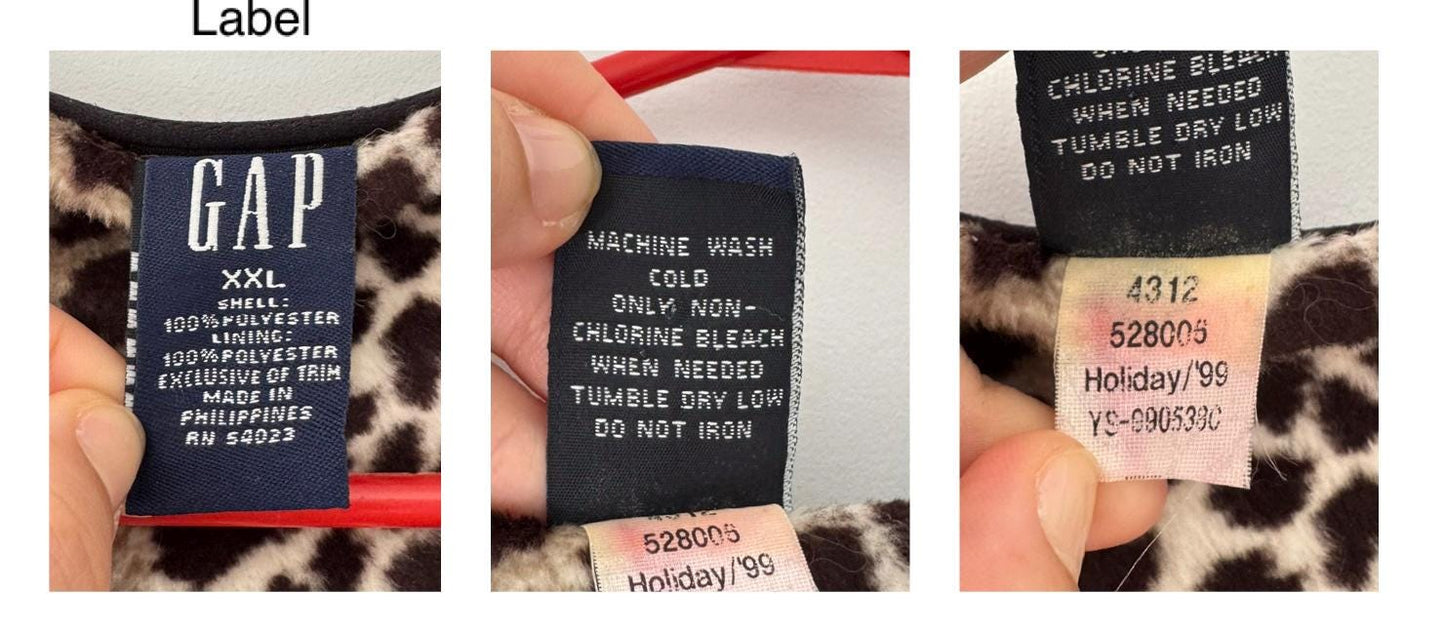 Label
GAP
XXL
SHELL:
100%POLYESTER
LINING:
100%POLYESTER
EXCLUSIVE OF TRIM
MADE IN
PHILIPPINES
RN 54023
MACHINE WASH
COLD
ONLY NON-
CHLORINE BLEACH
WHEN NEEDED
TUMBLE DRY LOW
DO NOT IRON
528006
Holiday/'99
CHLORINE BLEACH
WHEN NEEDED
TUMBLE DRY LOW
DO NOT IRON
4312
528006
Holiday/'99